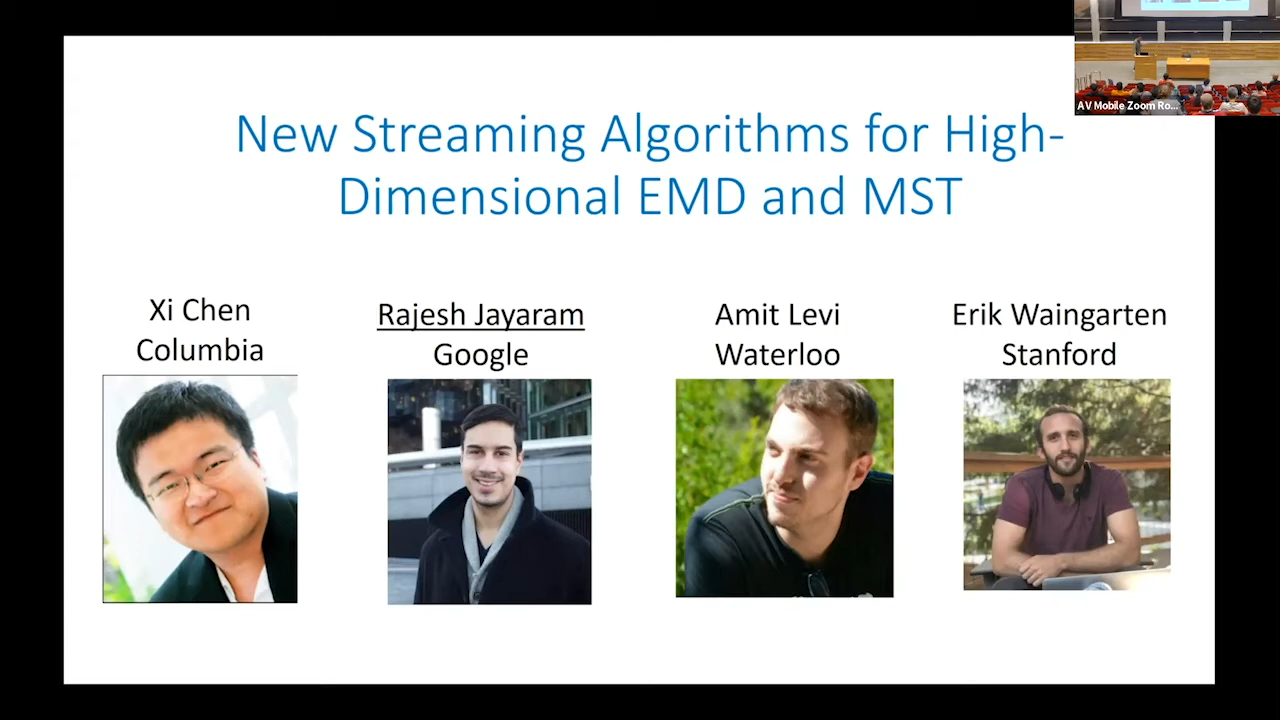 New Streaming Algorithms for High-
Dimensional EMD and MST
Xi Chen
Columbia
Rajesh Jayaram
Google
Amit Levi
Waterloo
Erik Waingarten
Stanford
AV Mobile Zoom Ro...